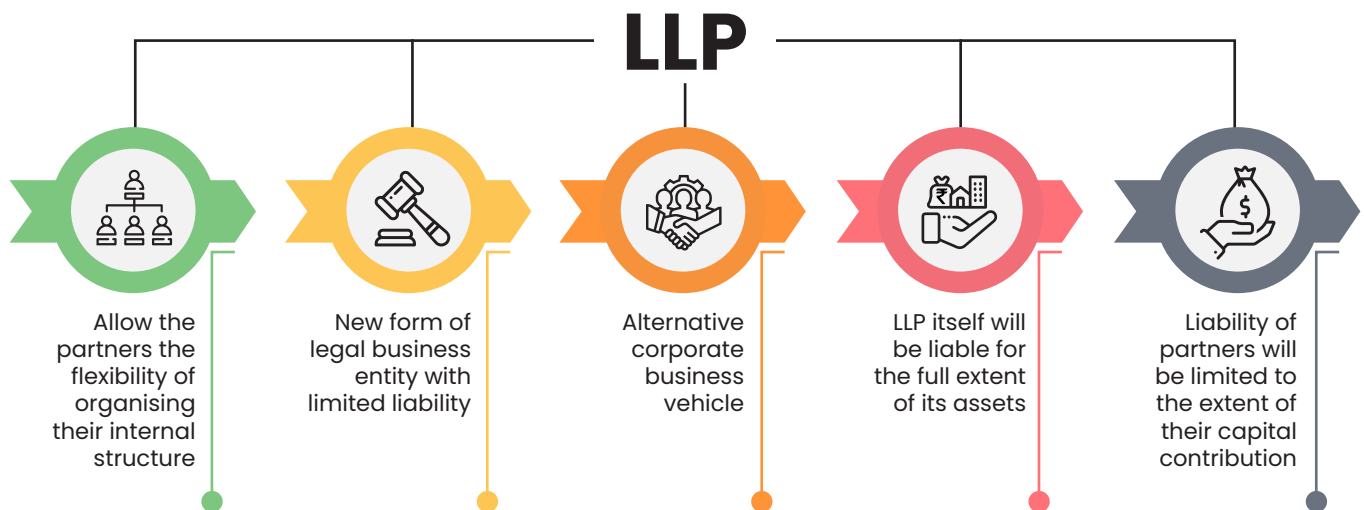 LLP
₹
$
Allow the
partners the
flexibility of
organising
their internal
structure
New form of
legal business
entity with
limited liability
Alternative
corporate
business
vehicle
LLP itself will
be liable for
the full extent
of its assets
Liability of
partners will
be limited to
the extent of
their capital
contribution